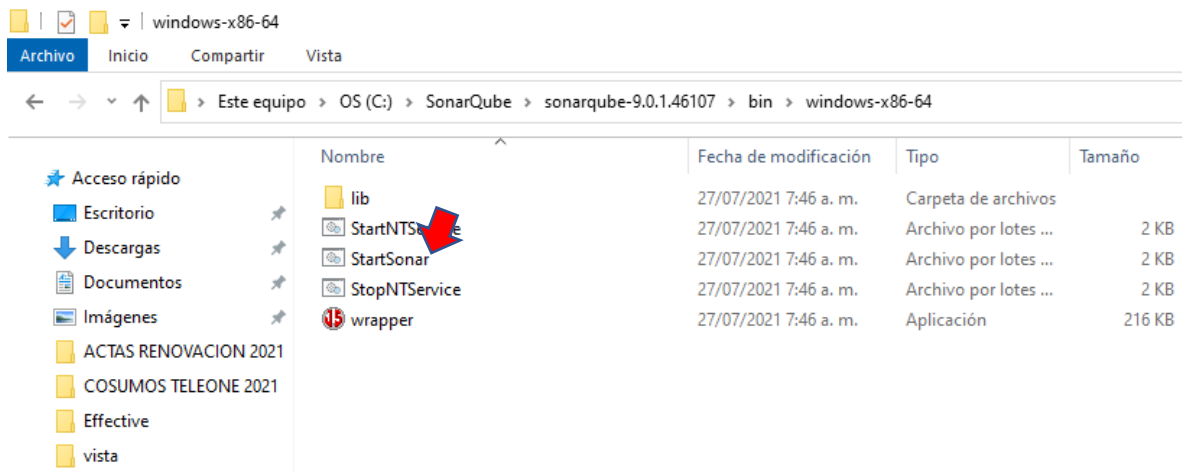 windows-x86-64
Archivo Inicio Compartir Vista
Este equipo > OS (C:) > SonarQube > sonarqube-9.0.1.46107 > bin > windows-x86-64
Nombre Fecha de modificación Tipo Tamaño
Acceso rápido
Escritorio
Descargas
Documentos
Imágenes
ACTAS RENOVACION 2021
COSUMOS TELEONE 2021
Effective
vista
lib 27/07/2021 7:46 a. m. Carpeta de archivos
27/07/2021 7:46 a. m. Archivo por lotes ... 2 KB
StartSonar 27/07/2021 7:46 a. m. Archivo por lotes ... 2 KB
StopNTService 27/07/2021 7:46 a. m. Archivo por lotes ... 2 KB
wrapper 27/07/2021 7:46 a. m. Aplicación 216 KB